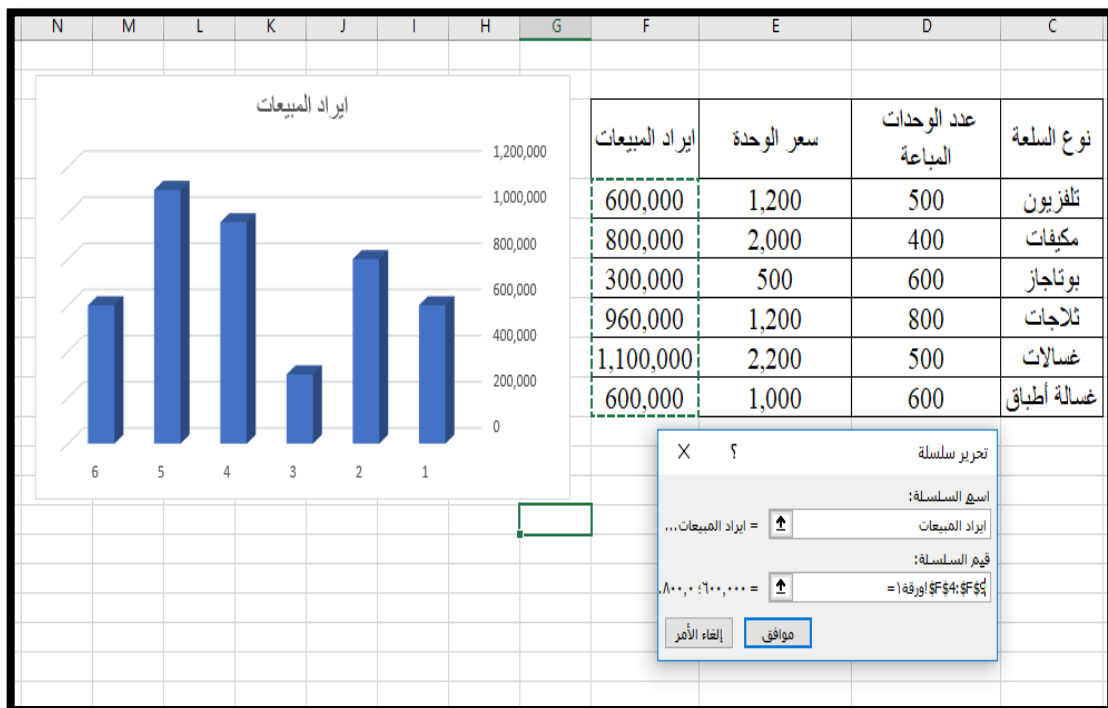 C D E F G H I J K L M N
نوع السلعة عدد الوحدات المباعة سعر الوحدة ايراد المبيعات
تلفزيون 500 1,200 600,000
مكيفات 400 2,000 800,000
بوتاجاز 600 500 300,000
ثلاجات 800 1,200 960,000
غسالات 500 2,200 1,100,000
غسالة أطباق 600 1,000 600,000
ايراد المبيعات
1,200,000
1,000,000
800,000
600,000
400,000
200,000
0
1 2 3 4 5 6
تحرير سلسلة ؟ X
اسم السلسلة:
ايراد المبيعات = ايراد المبيعات...
قيم السلسلة:
=ورقة١!$F$4:$F$9 = ٦٠٠,٠٠٠؛ ٨٠٠,٠.
موافق إلغاء الأمر